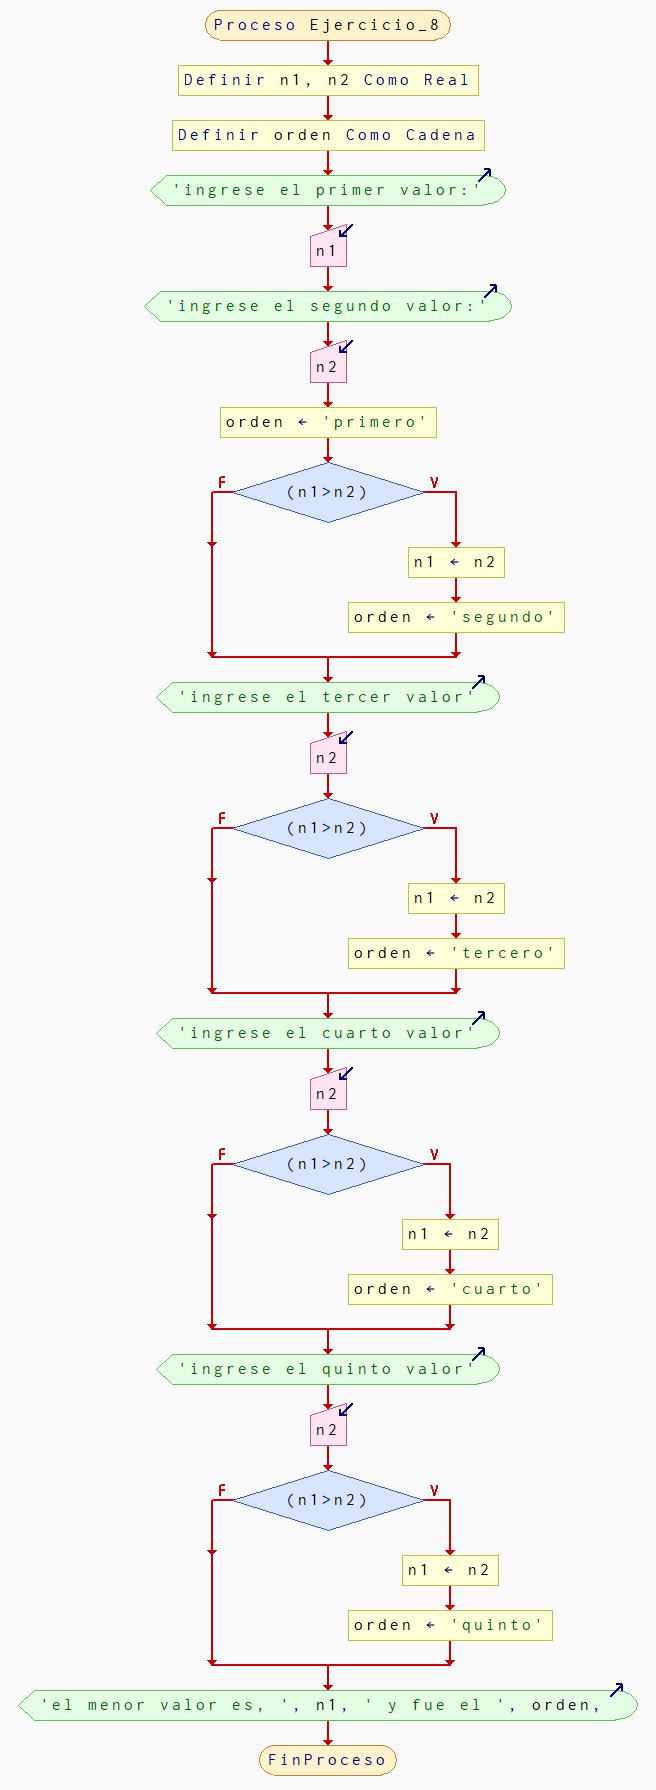 Proceso Ejercicio_8
Definir n1, n2 Como Real
Definir orden Como Cadena
'ingrese el primer valor:'
n1
'ingrese el segundo valor:'
n2
orden ← 'primero'
F (n1>n2) V
n1 ← n2
orden ← 'segundo'
'ingrese el tercer valor'
n2
F (n1>n2) V
n1 ← n2
orden ← 'tercero'
'ingrese el cuarto valor'
n2
F (n1>n2) V
n1 ← n2
orden ← 'cuarto'
'ingrese el quinto valor'
n2
F (n1>n2) V
n1 ← n2
orden ← 'quinto'
'el menor valor es, ', n1, ' y fue el ', orden,
FinProceso